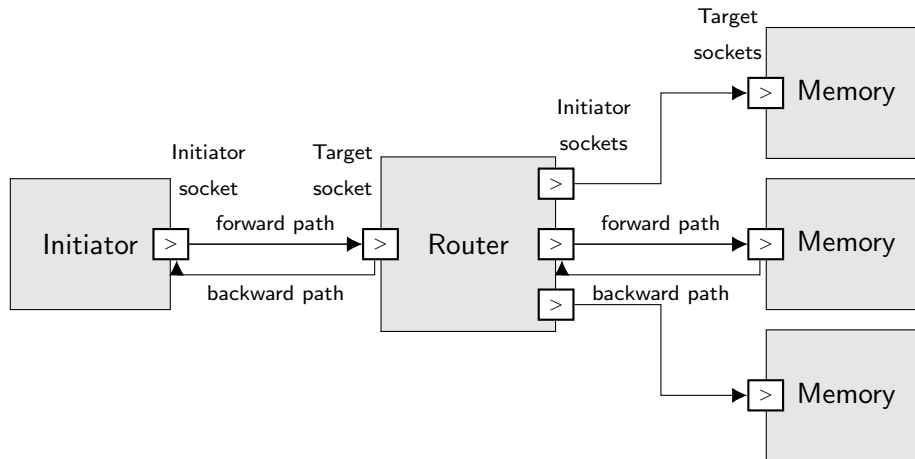 Target
sockets
Memory
>
Initiator
sockets
Initiator
socket
Target
socket
>
Initiator
>
forward path
>
Router
>
forward path
>
Memory
backward path
backward path
>
>
Memory